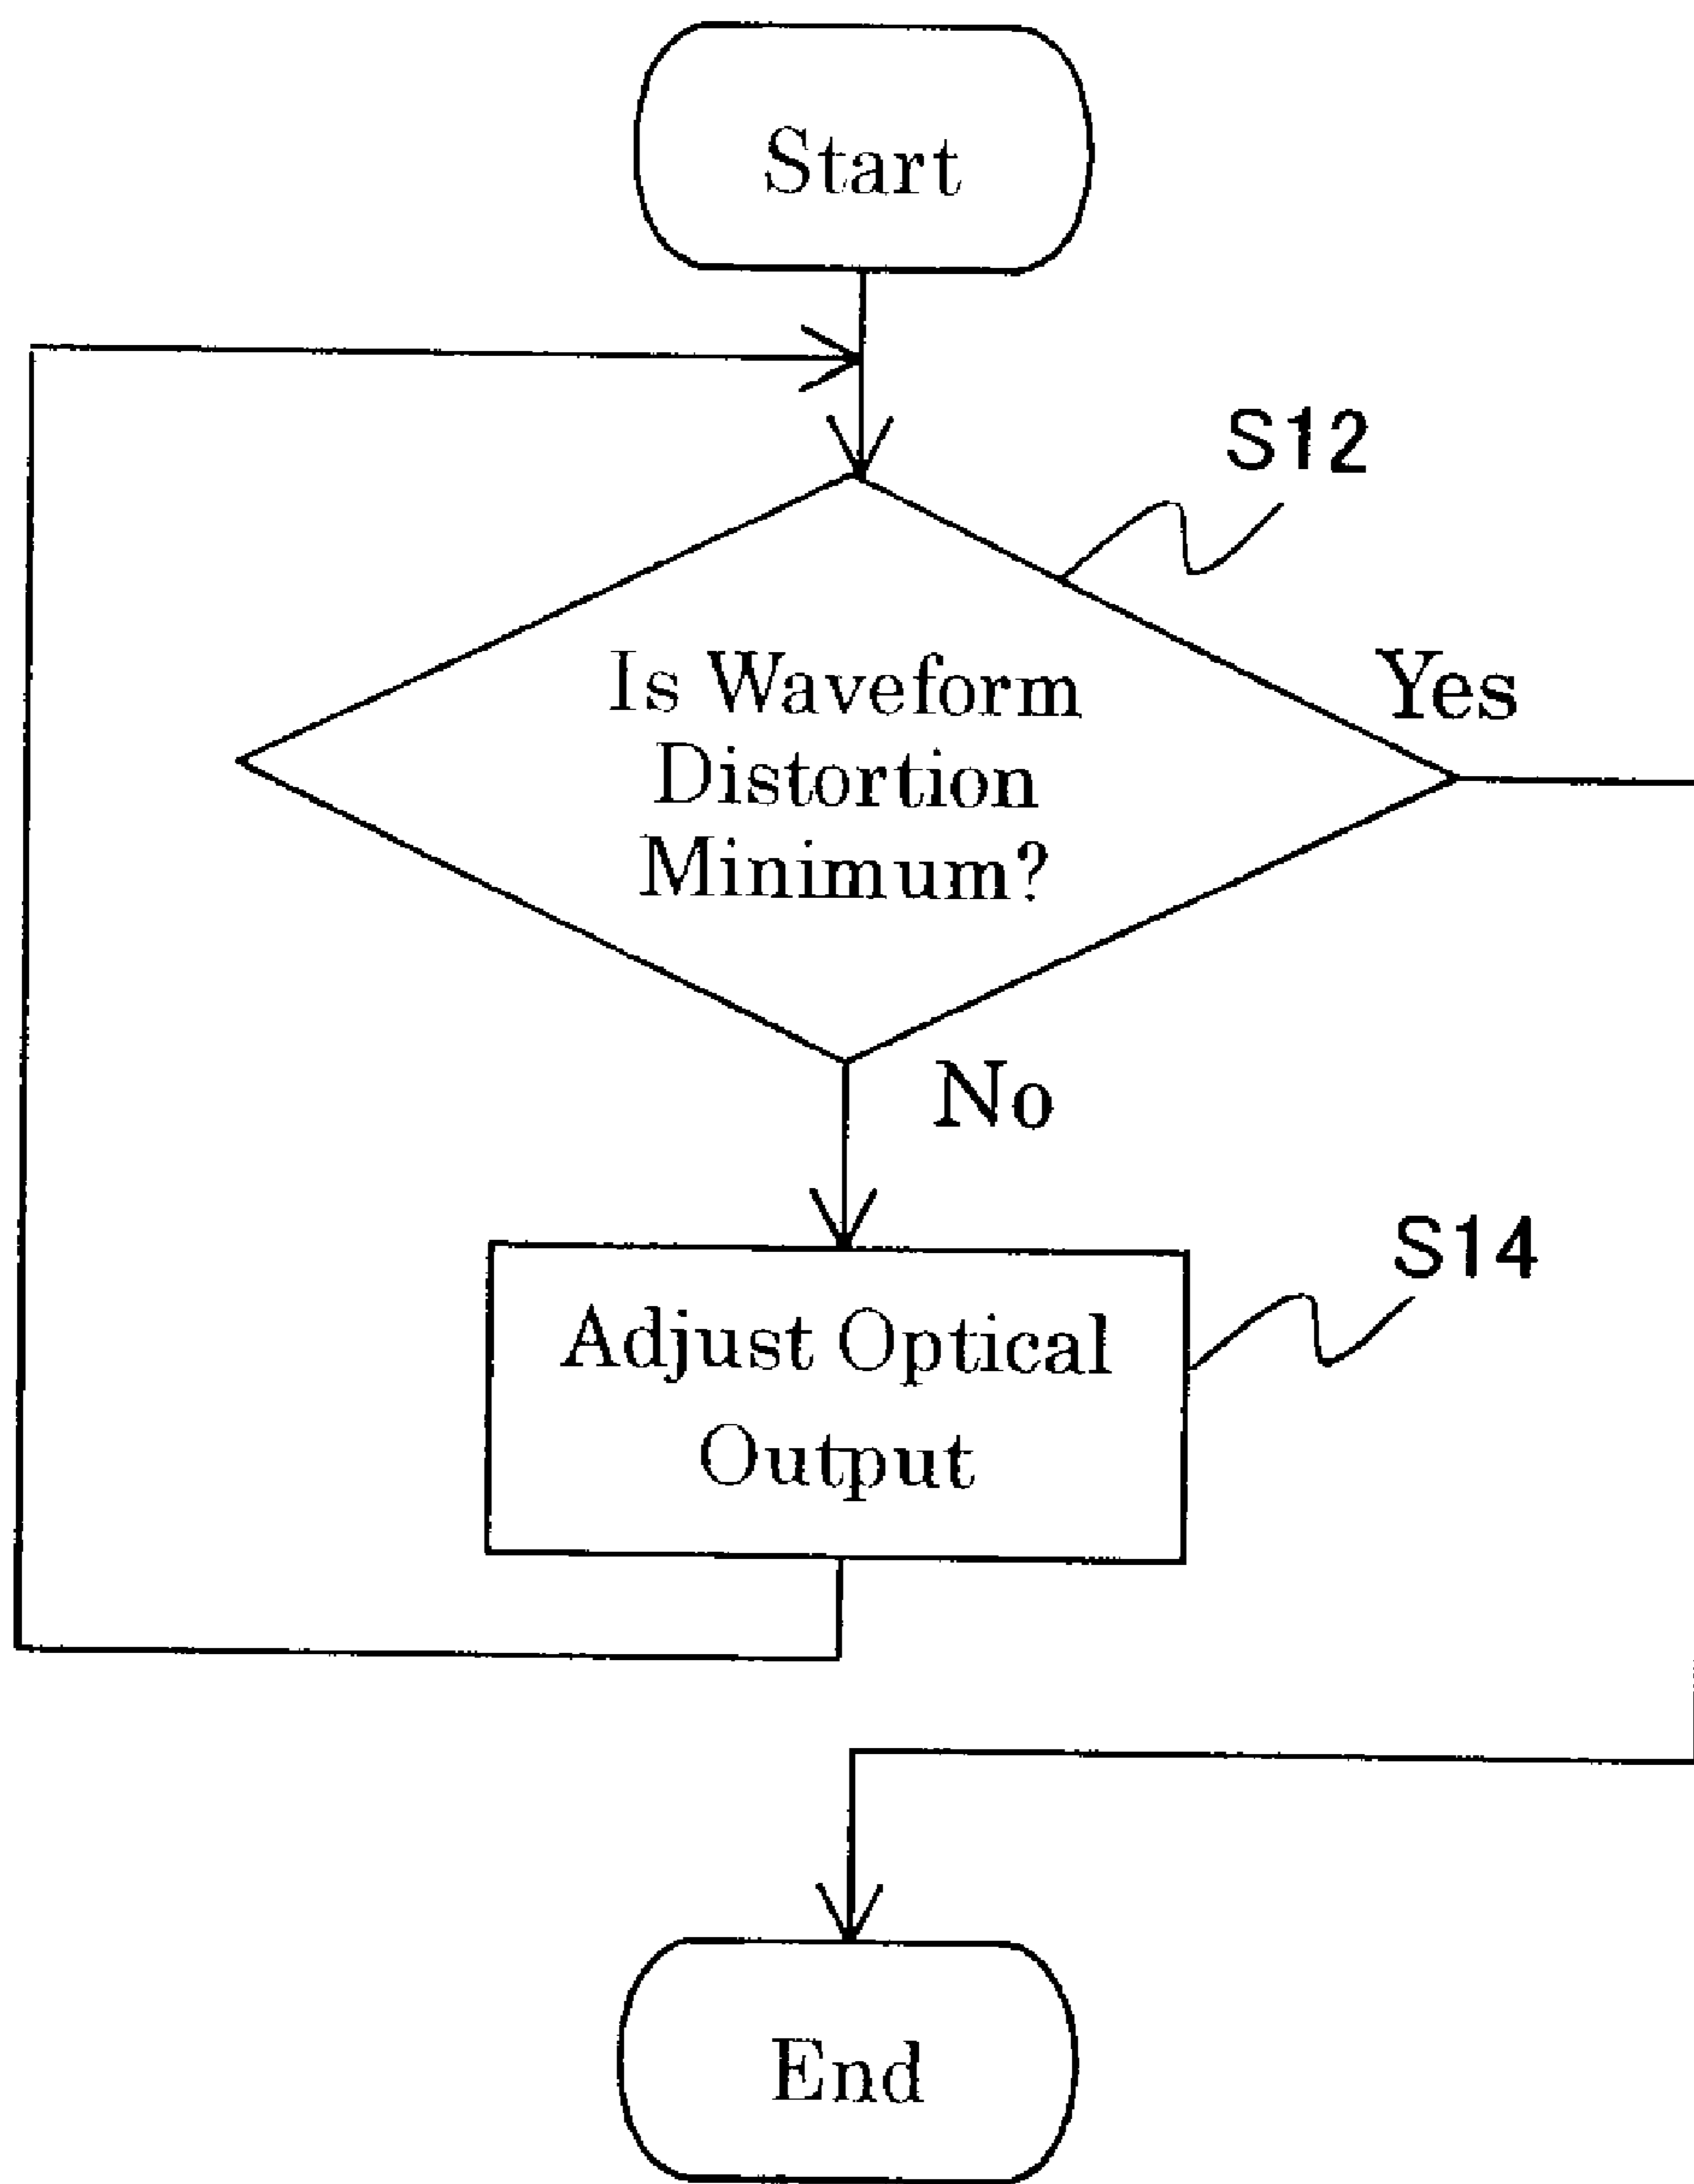 Start
S12
Is Waveform
Distortion
Minimum?
Yes
No
S14
Adjust Optical
Output
End